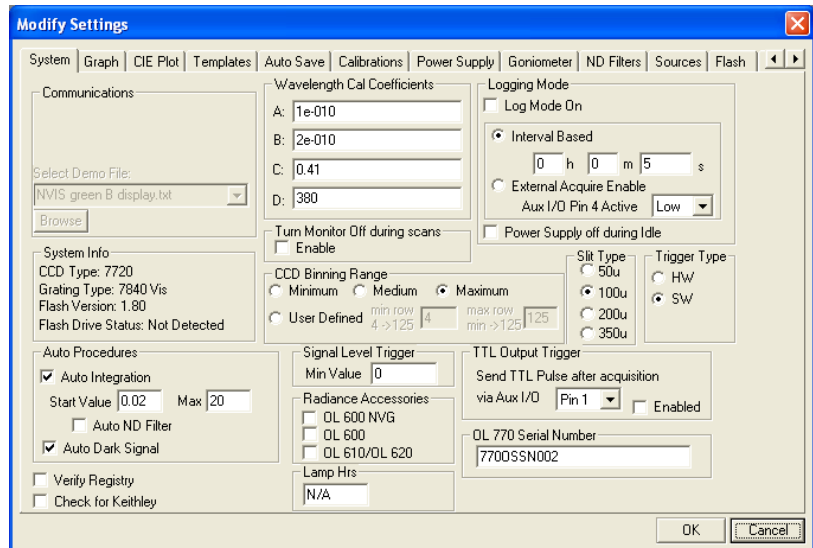 Modify Settings
System Graph CIE Plot Templates Auto Save Calibrations Power Supply Goniometer ND Filters Sources Flash
Communications
Select Demo File:
NVIS green B display.txt
Browse
System Info
CCD Type: 7720
Grating Type: 7840 Vis
Flash Version: 1.80
Flash Drive Status: Not Detected
Wavelength Cal Coefficients
A: 1e-010
B: 2e-010
C: 0.41
D: 380
Turn Monitor Off during scans
Enable
Logging Mode
Log Mode On
Interval Based
0 h 0 m 5 s
External Acquire Enable
Aux I/O Pin 4 Active Low
Power Supply off during Idle
CCD Binning Range
Minimum Medium Maximum
User Defined min row 4->125 4 max row min->125 125
Slit Type
50u
100u
200u
350u
Trigger Type
HW
SW
Auto Procedures
Auto Integration
Start Value 0.02 Max 20
Auto ND Filter
Auto Dark Signal
Verify Registry
Check for Keithley
Signal Level Trigger
Min Value 0
Radiance Accessories
OL 600 NVG
OL 600
OL 610/OL 620
Lamp Hrs
N/A
TTL Output Trigger
Send TTL Pulse after acquisition
via Aux I/O Pin 1 Enabled
OL 770 Serial Number
770OSSN002
OK Cancel